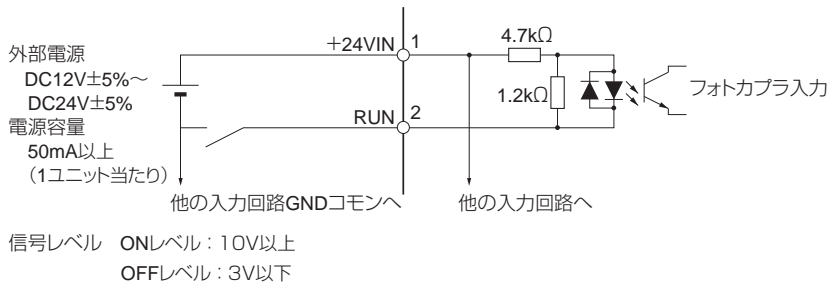 外部電源
DC12V±5%～
DC24V±5%
電源容量
50mA以上
（1ユニット当たり）
+24VIN
1
RUN
2
4.7kΩ
1.2kΩ
フォトカプラ入力
他の入力回路GNDコモンへ
他の入力回路へ
信号レベル ONレベル：10V以上
OFFレベル：3V以下